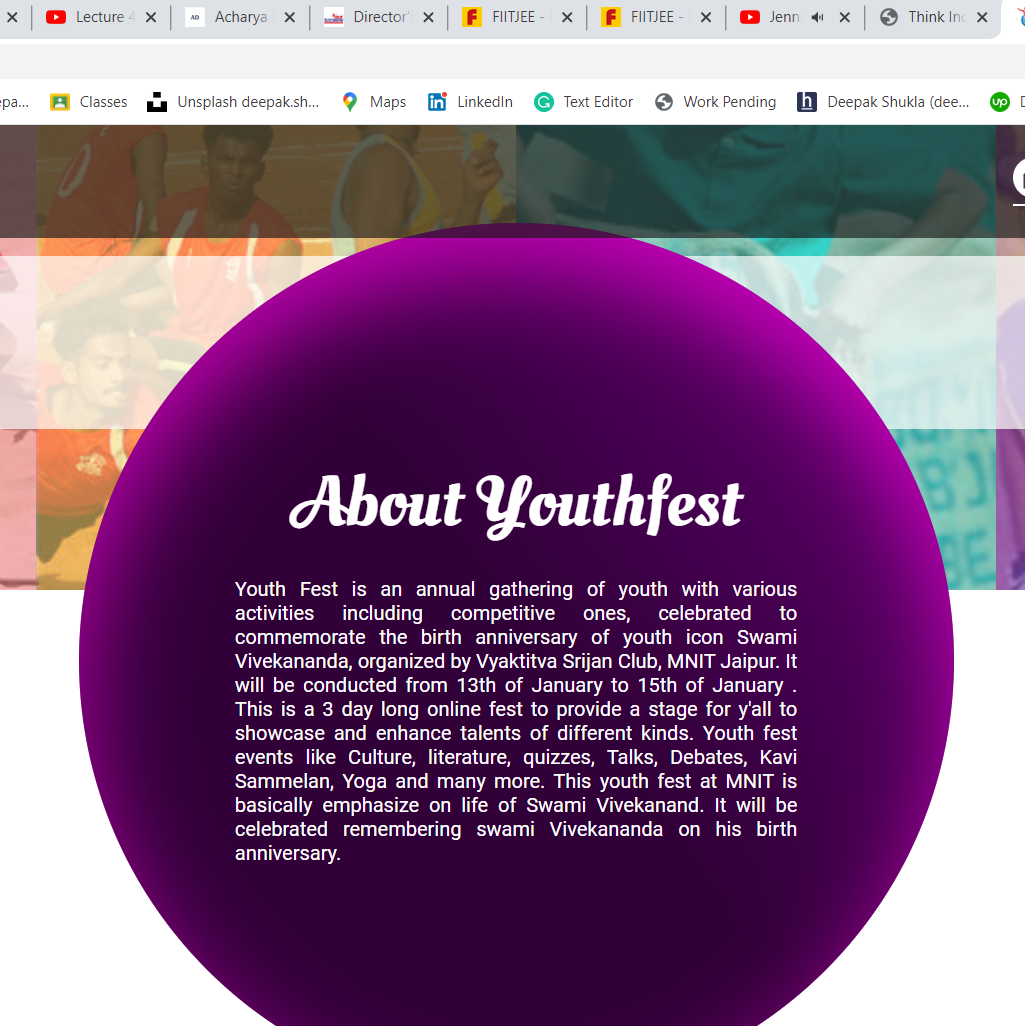 Lecture 4 Acharya Director' FIITJEE - FIITJEE - Jenn Think Inc
epa... Classes Unsplash deepak.sh... Maps LinkedIn Text Editor Work Pending Deepak Shukla (dee... up
About Youthfest
Youth Fest is an annual gathering of youth with various
activities including competitive ones, celebrated to
commemorate the birth anniversary of youth icon Swami
Vivekananda, organized by Vyaktitva Srijan Club, MNIT Jaipur. It
will be conducted from 13th of January to 15th of January .
This is a 3 day long online fest to provide a stage for y'all to
showcase and enhance talents of different kinds. Youth fest
events like Culture, literature, quizzes, Talks, Debates, Kavi
Sammelan, Yoga and many more. This youth fest at MNIT is
basically emphasize on life of Swami Vivekanand. It will be
celebrated remembering swami Vivekananda on his birth
anniversary.